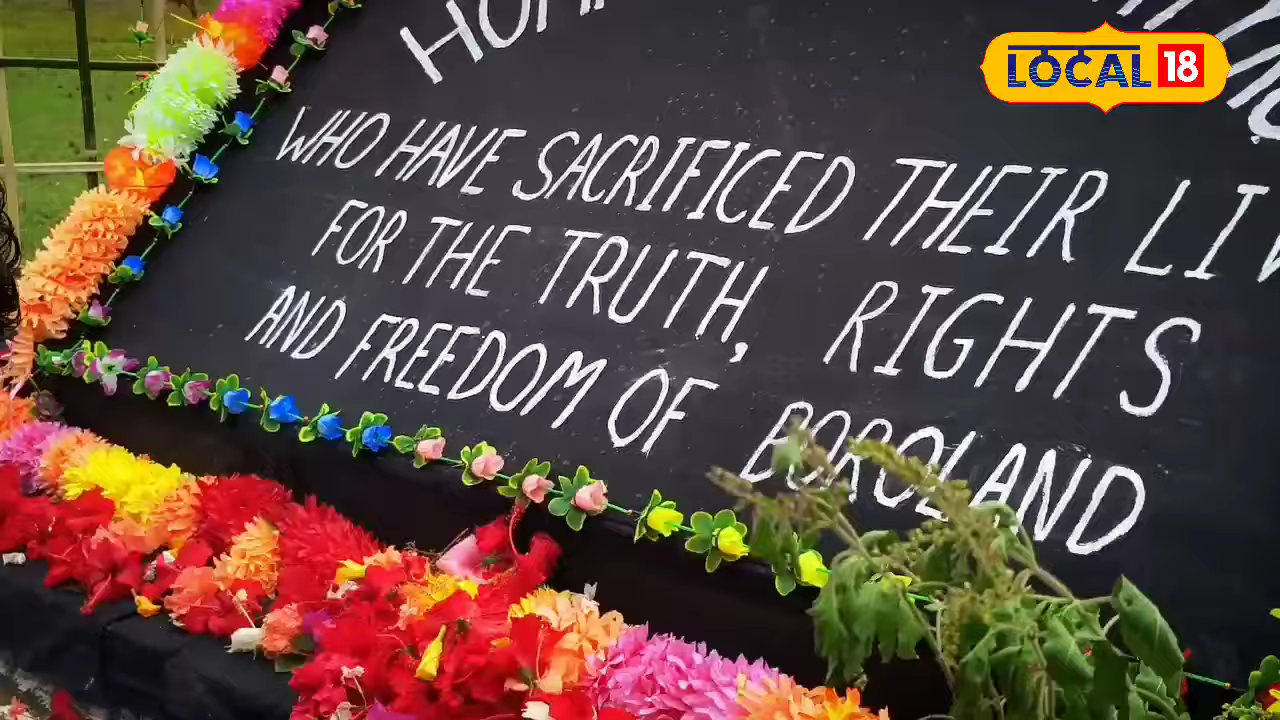 LOCAL 18
WHO HAVE SACRIFICED THEIR
FOR THE TRUTH, RIGHTS
AND FREEDOM OF BOROLAND